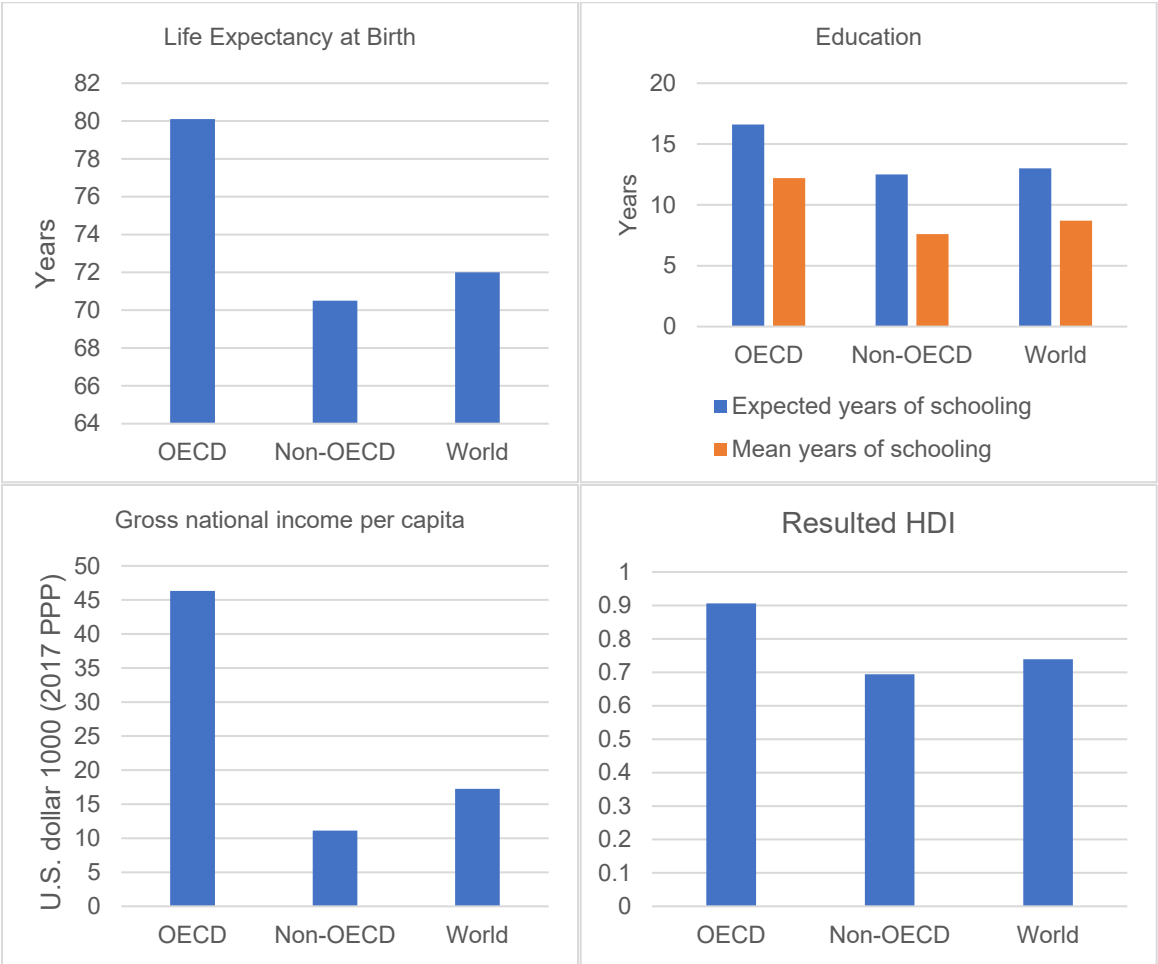 Life Expectancy at Birth
Years
82
80
78
76
74
72
70
68
66
64
OECD Non-OECD World
Education
Years
20
15
10
5
0
OECD Non-OECD World
Expected years of schooling
Mean years of schooling
Gross national income per capita
U.S. dollar 1000 (2017 PPP)
50
45
40
35
30
25
20
15
10
5
0
OECD Non-OECD World
Resulted HDI
1
0.9
0.8
0.7
0.6
0.5
0.4
0.3
0.2
0.1
0
OECD Non-OECD World